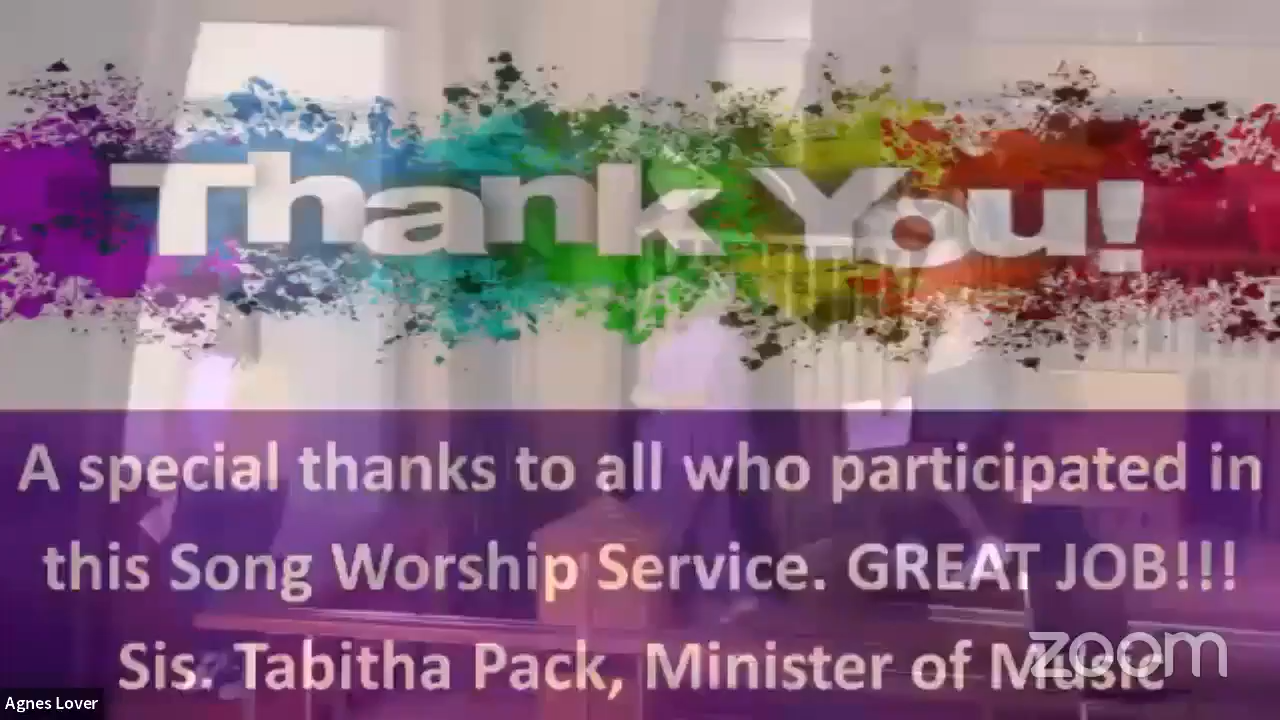 Thank You!
A special thanks to all who participated in
this Song Worship Service. GREAT JOB!!!
Sis. Tabitha Pack, Minister of Music
zoom
Agnes Lover